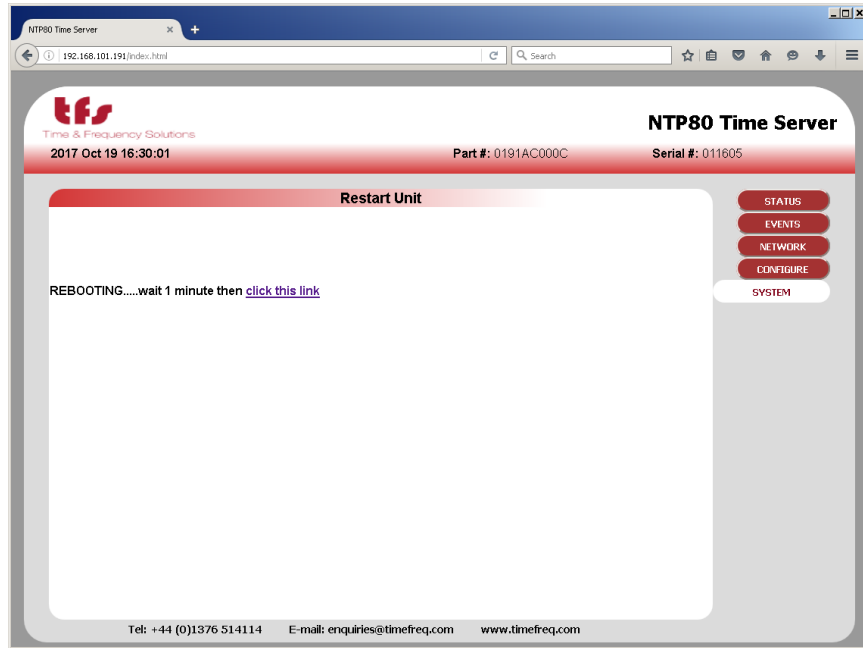 NTP80 Time Server
192.168.101.191/index.html
Search
tfs
Time & Frequency Solutions
NTP80 Time Server
2017 Oct 19 16:30:01
Part #: 0191AC000C
Serial #: 011605
Restart Unit
STATUS
EVENTS
NETWORK
CONFIGURE
SYSTEM
REBOOTING.....wait 1 minute then click this link
Tel: +44 (0)1376 514114 E-mail: enquiries@timefreq.com www.timefreq.com